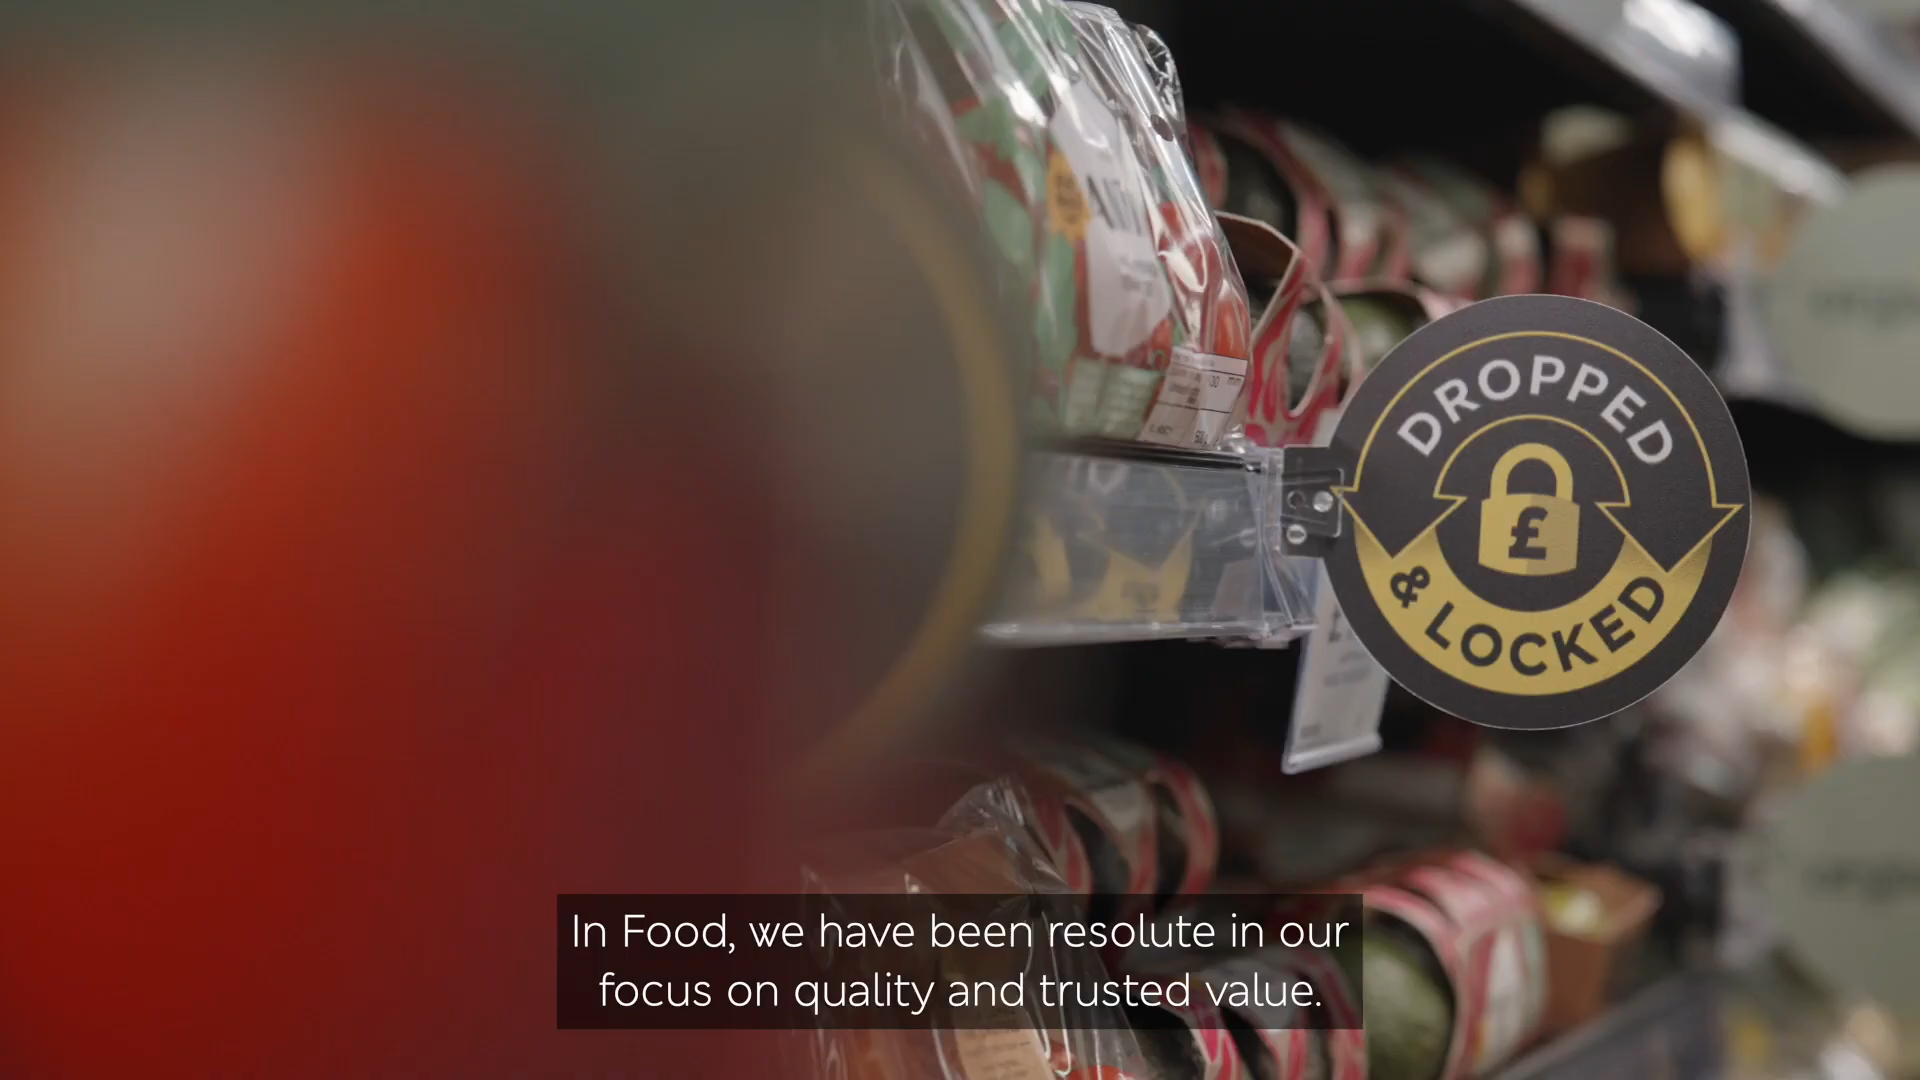 DROPPED
£
& LOCKED
In Food, we have been resolute in our
focus on quality and trusted value.